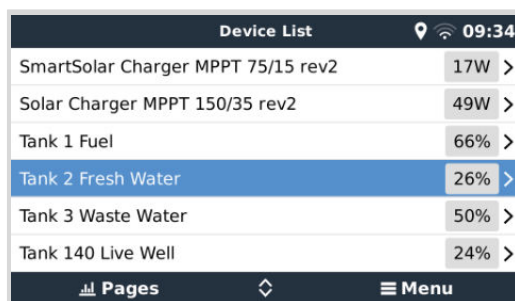 Device List 09:34
SmartSolar Charger MPPT 75/15 rev2 17W
Solar Charger MPPT 150/35 rev2 49W
Tank 1 Fuel 66%
Tank 2 Fresh Water 26%
Tank 3 Waste Water 50%
Tank 140 Live Well 24%
Pages Menu